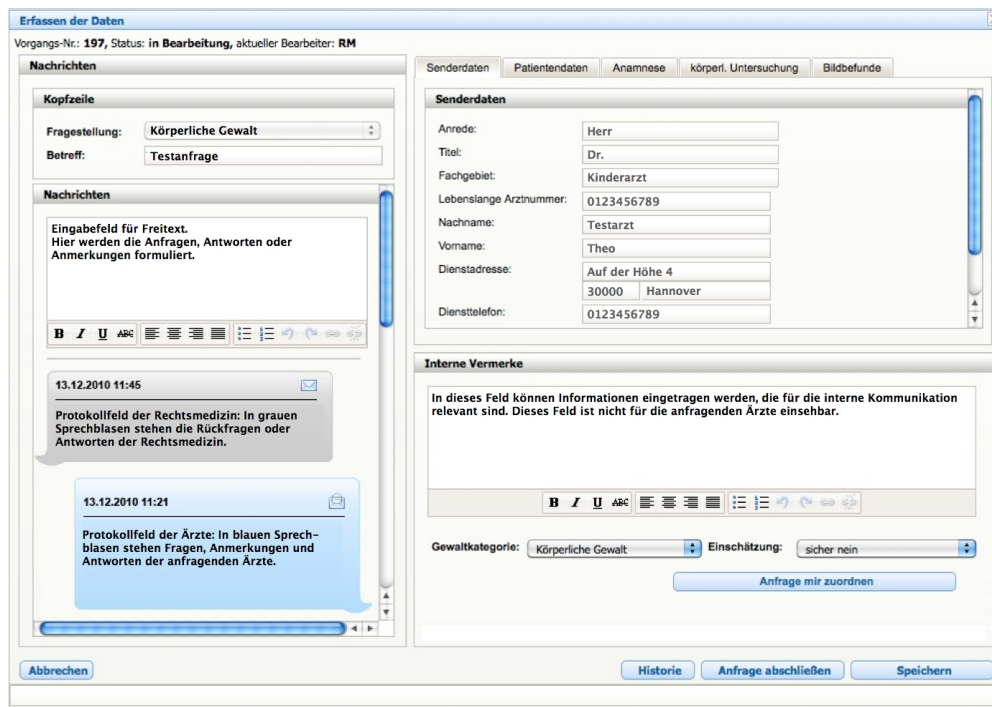 Erfassen der Daten
Vorgangs-Nr.: 197, Status: in Bearbeitung, aktueller Bearbeiter: RM
Nachrichten
Kopfzeile
Fragestellung: Körperliche Gewalt
Betreff: Testanfrage
Nachrichten
Eingabefeld für Freitext.
Hier werden die Anfragen, Antworten oder
Anmerkungen formuliert.
B I U ABC
13.12.2010 11:45
Protokollfeld der Rechtsmedizin: In grauen
Sprechblasen stehen die Rückfragen oder
Antworten der Rechtsmedizin.
13.12.2010 11:21
Protokollfeld der Ärzte: In blauen Sprech-
blasen stehen Fragen, Anmerkungen und
Antworten der anfragenden Ärzte.
Senderdaten Patientendaten Anamnese körperl. Untersuchung Bildbefunde
Senderdaten
Anrede: Herr
Titel: Dr.
Fachgebiet: Kinderarzt
Lebenslange Arztnummer: 0123456789
Nachname: Testarzt
Vorname: Theo
Dienstadresse: Auf der Höhe 4
30000 Hannover
Diensttelefon: 0123456789
Interne Vermerke
In dieses Feld können Informationen eingetragen werden, die für die interne Kommunikation
relevant sind. Dieses Feld ist nicht für die anfragenden Ärzte einsehbar.
B I U ABC
Gewaltkategorie: Körperliche Gewalt Einschätzung: sicher nein
Anfrage mir zuordnen
Abbrechen Historie Anfrage abschließen Speichern